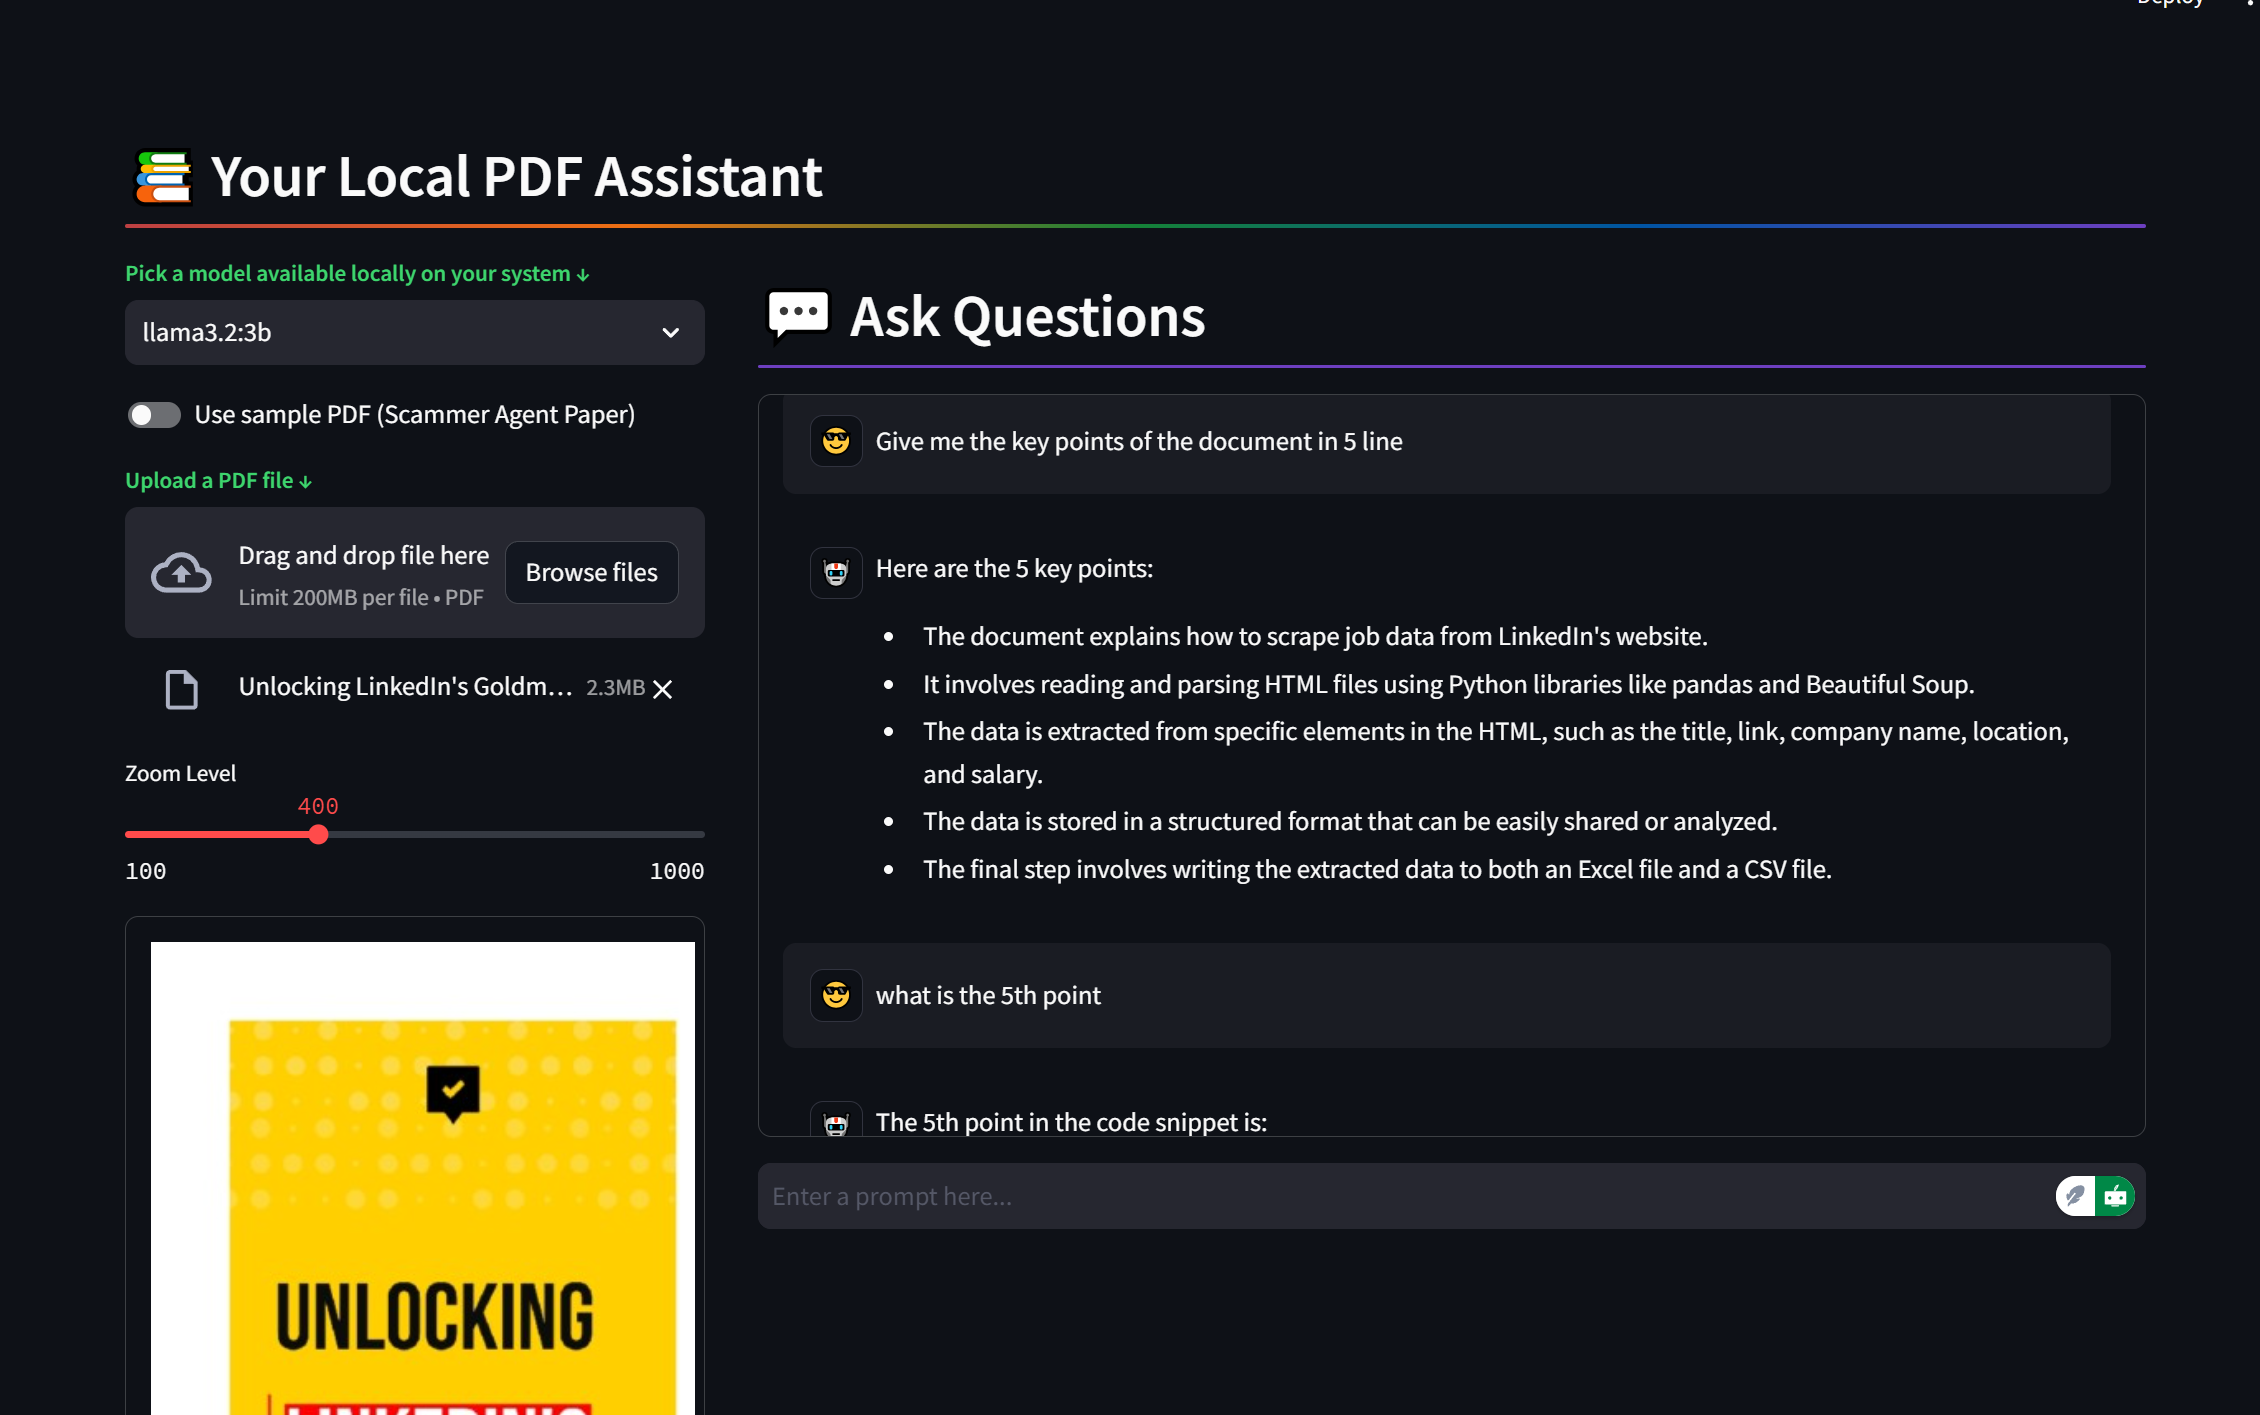 Your Local PDF Assistant
Pick a model available locally on your system ↓
llama3.2:3b
Use sample PDF (Scammer Agent Paper)
Upload a PDF file ↓
Drag and drop file here
Limit 200MB per file • PDF
Browse files
Unlocking LinkedIn's Goldm... 2.3MB
Zoom Level
400
100 1000
UNLOCKING
LINKEDIN'S
Ask Questions
Give me the key points of the document in 5 line
Here are the 5 key points:
• The document explains how to scrape job data from LinkedIn's website.
• It involves reading and parsing HTML files using Python libraries like pandas and Beautiful Soup.
• The data is extracted from specific elements in the HTML, such as the title, link, company name, location,
and salary.
• The data is stored in a structured format that can be easily shared or analyzed.
• The final step involves writing the extracted data to both an Excel file and a CSV file.
what is the 5th point
The 5th point in the code snippet is:
Enter a prompt here...